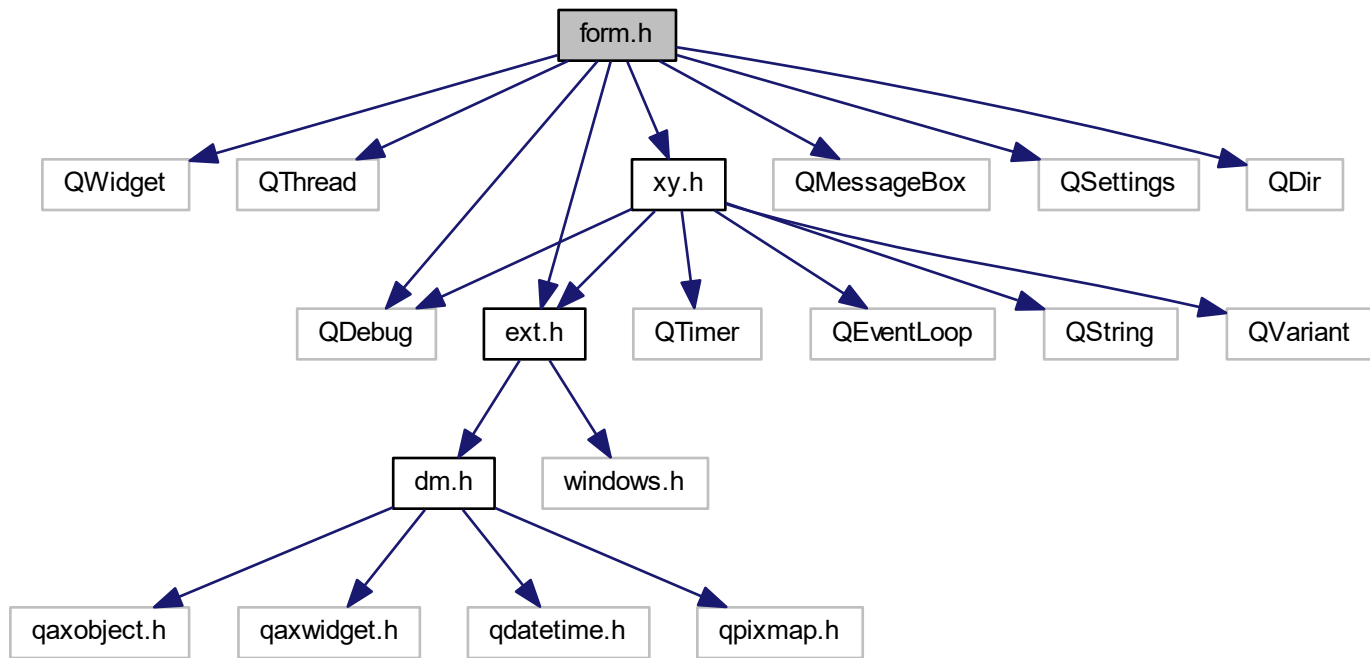 form.h
QWidget
QThread
xy.h
QMessageBox
QSettings
QDir
QDebug
ext.h
QTimer
QEventLoop
QString
QVariant
dm.h
windows.h
qaxobject.h
qaxwidget.h
qdatetime.h
qpixmap.h